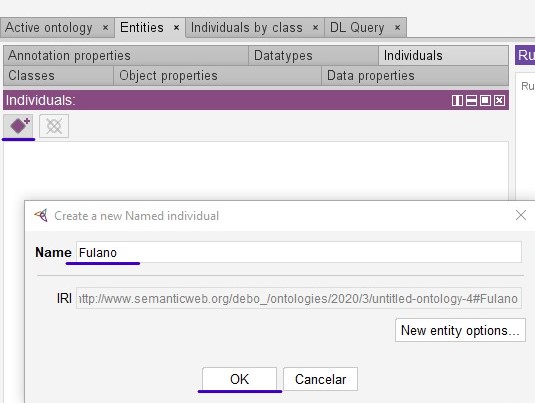 Active ontology × Entities × Individuals by class × DL Query ×
Annotation properties Datatypes Individuals
Classes Object properties Data properties
Individuals:
Ru
Ru
Create a new Named individual
Name Fulano
IRI ttp://www.semanticweb.org/debo_/ontologies/2020/3/untitled-ontology-4#Fulano
New entity options...
OK Cancelar